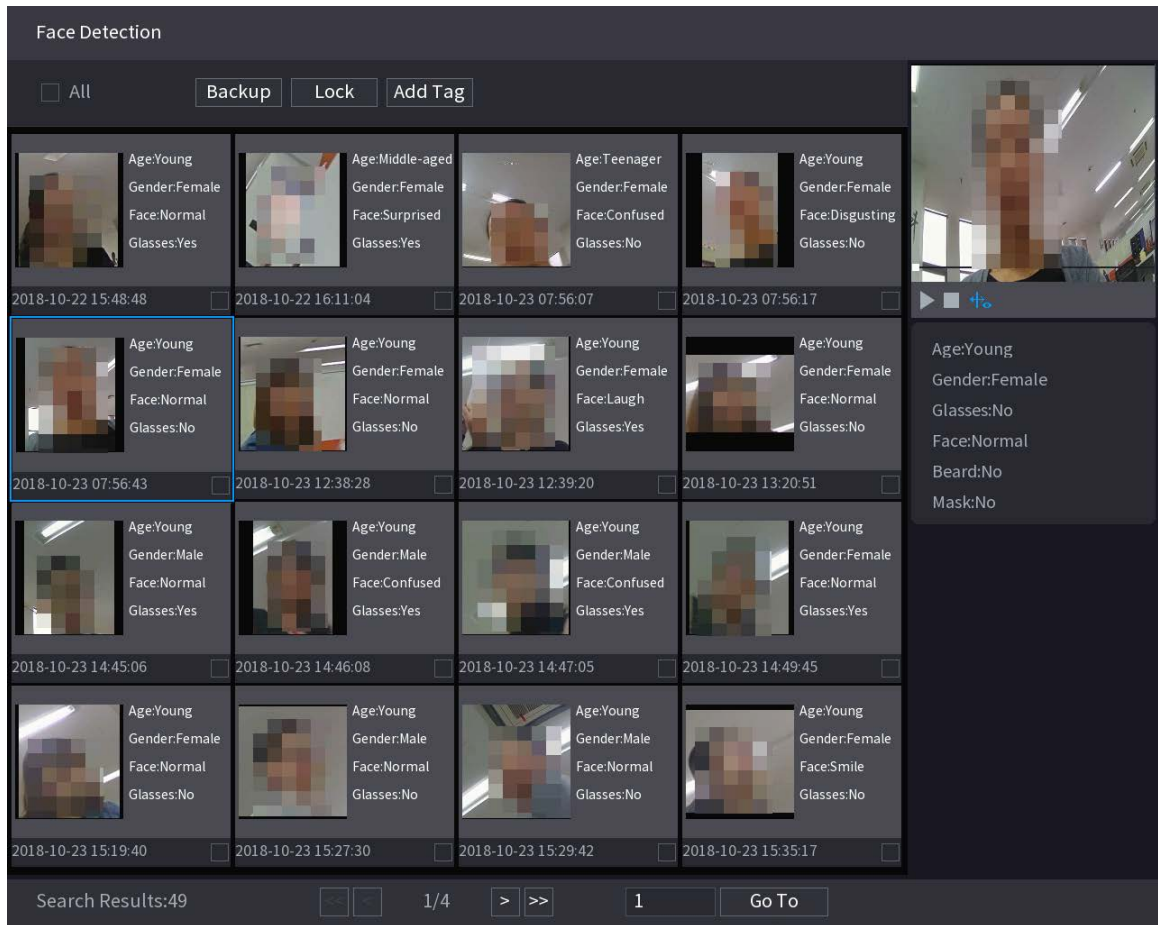 Face Detection
All
Backup
Lock
Add Tag
Age:Young
Gender:Female
Face:Normal
Glasses:Yes
2018-10-22 15:48:48
Age:Middle-aged
Gender:Female
Face:Surprised
Glasses:Yes
2018-10-22 16:11:04
Age:Teenager
Gender:Female
Face:Confused
Glasses:No
2018-10-23 07:56:07
Age:Young
Gender:Female
Face:Disgusting
Glasses:No
2018-10-23 07:56:17
Age:Young
Gender:Female
Face:Normal
Glasses:No
2018-10-23 07:56:43
Age:Young
Gender:Female
Face:Normal
Glasses:No
2018-10-23 12:38:28
Age:Young
Gender:Female
Face:Laugh
Glasses:Yes
2018-10-23 12:39:20
Age:Young
Gender:Female
Face:Normal
Glasses:No
2018-10-23 13:20:51
Age:Young
Gender:Male
Face:Normal
Glasses:Yes
2018-10-23 14:45:06
Age:Young
Gender:Male
Face:Confused
Glasses:Yes
2018-10-23 14:46:08
Age:Young
Gender:Male
Face:Confused
Glasses:Yes
2018-10-23 14:47:05
Age:Young
Gender:Female
Face:Normal
Glasses:Yes
2018-10-23 14:49:45
Age:Young
Gender:Female
Face:Normal
Glasses:No
2018-10-23 15:19:40
Age:Young
Gender:Male
Face:Normal
Glasses:No
2018-10-23 15:27:30
Age:Young
Gender:Male
Face:Normal
Glasses:No
2018-10-23 15:29:42
Age:Young
Gender:Female
Face:Smile
Glasses:No
2018-10-23 15:35:17
Age:Young
Gender:Female
Glasses:No
Face:Normal
Beard:No
Mask:No
Search Results:49
<< < 1/4 > >>
1
Go To